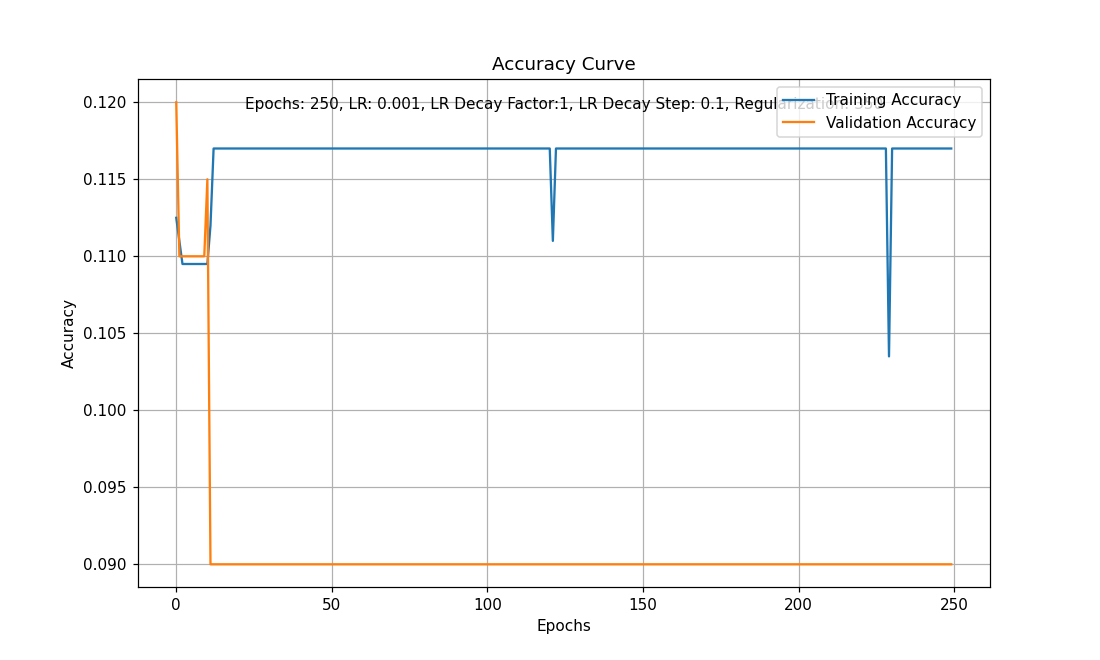 Accuracy Curve
Epochs: 250, LR: 0.001, LR Decay Factor:1, LR Decay Step: 0.1, Regularization:
Training Accuracy
Validation Accuracy
Accuracy
0.120
0.115
0.110
0.105
0.100
0.095
0.090
0 50 100 150 200 250
Epochs